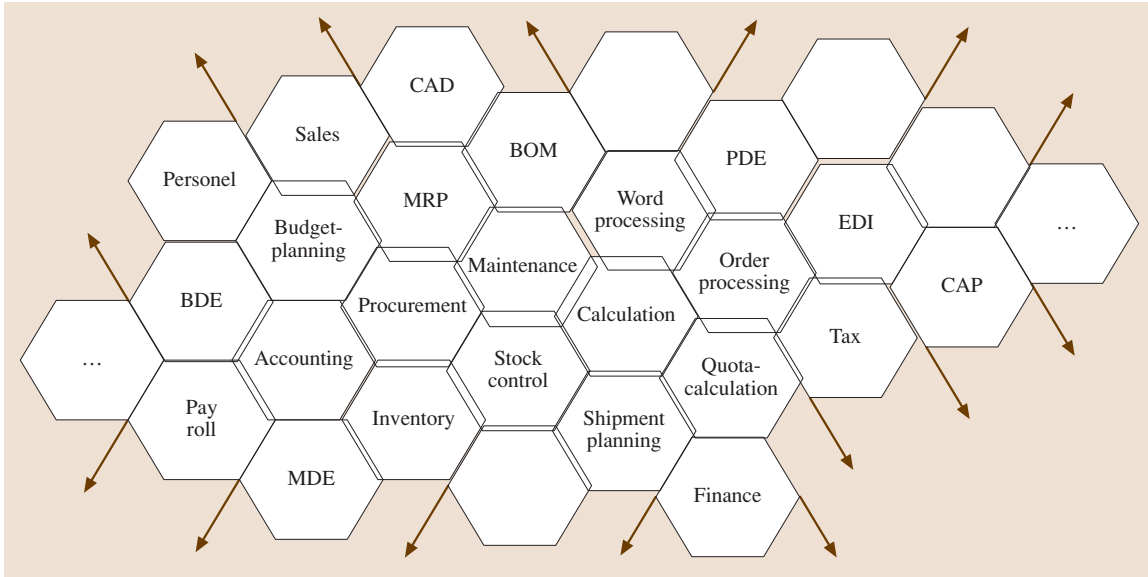 CAD
Sales
BOM
PDE
Personel
MRP
Word
processing
EDI
…
Budget-
planning
Maintenance
Order
processing
BDE
Procurement
Calculation
CAP
…
Accounting
Stock
control
Quota-
calculation
Tax
Pay
roll
Inventory
Shipment
planning
MDE
Finance